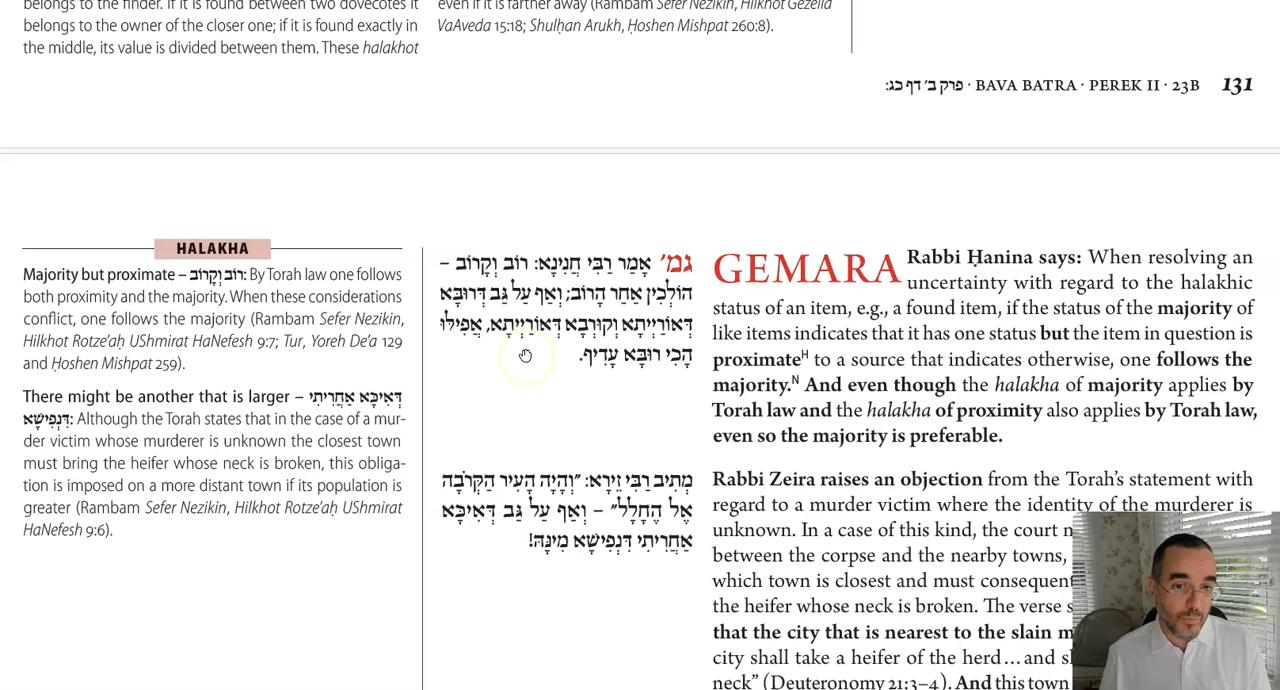 belongs to the finder. If it is found between two dovecotes it
belongs to the owner of the closer one; if it is found exactly in
the middle, its value is divided between them. These halakhot
even if it is farther away (Rambam Sefer Nezikin, Hilkhot Gezeila
VaAveda 15:18; Shulḥan Arukh, Ḥoshen Mishpat 260:8).
פרק ב׳ דף כג: · BAVA BATRA · PEREK II · 23B 131
HALAKHA
Majority but proximate – רוֹב וְקָרוֹב: By Torah law one follows
both proximity and the majority. When these considerations
conflict, one follows the majority (Rambam Sefer Nezikin,
Hilkhot Rotze’aḥ UShmirat HaNefesh 9:7; Tur, Yoreh De’a 129
and Ḥoshen Mishpat 259).
There might be another that is larger – דְּאִיכָּא אַחֲרִיתִי
דִּנְפִישָׁא: Although the Torah states that in the case of a mur-
der victim whose murderer is unknown the closest town
must bring the heifer whose neck is broken, this obliga-
tion is imposed on a more distant town if its population is
greater (Rambam Sefer Nezikin, Hilkhot Rotze’aḥ UShmirat
HaNefesh 9:6).
גמ׳ אָמַר רַבִּי חֲנִינָא: רוֹב וְקָרוֹב –
הוֹלְכִין אַחַר הָרוֹב; וְאַף עַל גַּב דְּרוּבָּא
דְּאוֹרַיְיתָא וְקוּרְבָא דְּאוֹרַיְיתָא, אֲפִילּוּ
הָכִי רוּבָּא עָדִיף.
מְתִיב רַבִּי זֵירָא: ״וְהָיָה הָעִיר הַקְּרֹבָה
אֶל הֶחָלָל״ – וְאַף עַל גַּב דְּאִיכָּא
אַחֲרִיתִי דִּנְפִישָׁא מִינַּהּ!
GEMARA Rabbi Ḥanina says: When resolving an
uncertainty with regard to the halakhic
status of an item, e.g., a found item, if the status of the majority of
like items indicates that it has one status but the item in question is
proximateᴴ to a source that indicates otherwise, one follows the
majority.ᴺ And even though the halakha of majority applies by
Torah law and the halakha of proximity also applies by Torah law,
even so the majority is preferable.
Rabbi Zeira raises an objection from the Torah’s statement with
regard to a murder victim where the identity of the murderer is
unknown. In a case of this kind, the court
between the corpse and the nearby towns,
which town is closest and must
the heifer whose neck is broken. The verse
that the city that is nearest to the slain
city shall take a heifer of the herd…and
neck” (Deuteronomy 21:3–4). And this town